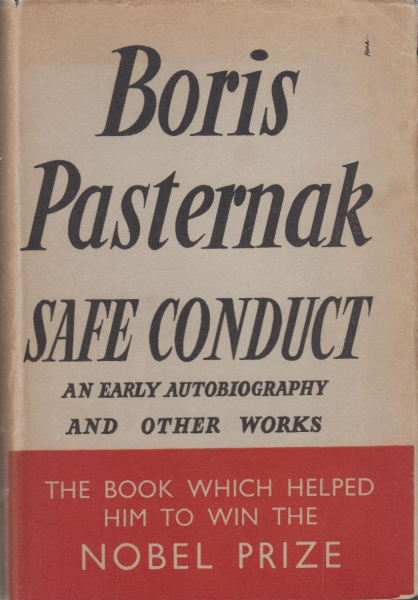 Boris
Pasternak
SAFE CONDUCT
AN EARLY AUTOBIOGRAPHY
AND OTHER WORKS
THE BOOK WHICH HELPED
HIM TO WIN THE
NOBEL PRIZE